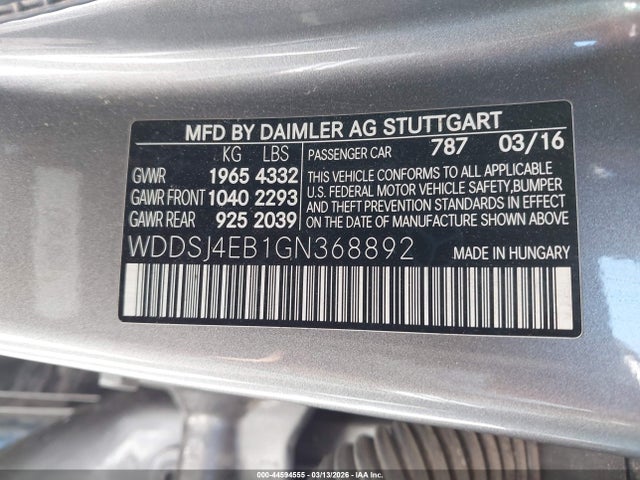 MFD BY DAIMLER AG STUTTGART
KG LBS
GVWR 1965 4332
GAWR FRONT 1040 2293
GAWR REAR 925 2039
PASSENGER CAR 787 03/16
THIS VEHICLE CONFORMS TO ALL APPLICABLE
U.S. FEDERAL MOTOR VEHICLE SAFETY, BUMPER
AND THEFT PREVENTION STANDARDS IN EFFECT
ON THE DATE OF MANUFACTURE SHOWN ABOVE
WDDSJ4EB1GN368892 MADE IN HUNGARY
000-44594555 | 03/13/2026 - IAA Inc.